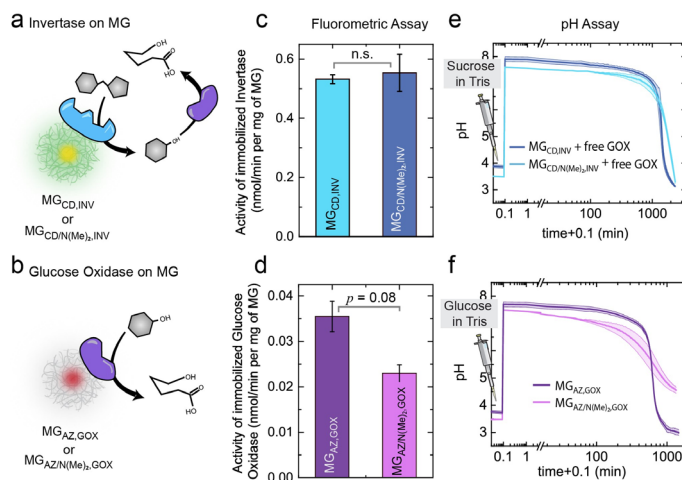 a Invertase on MG
HO
O
HO
OH
MG_CD,INV
or
MG_CD/N(Me)₂,INV
b Glucose Oxidase on MG
OH
OH
O
HO
MG_AZ,GOX
or
MG_AZ/N(Me)₂,GOX
c Fluorometric Assay
n.s.
Activity of immobilized Invertase
(nmol/min per mg of MG)
0.6
0.4
0.2
0.0
MG_CD,INV
MG_CD/N(Me)₂,INV
d
p = 0.08
Activity of immobilized Glucose
Oxidase (nmol/min per mg of MG)
0.04
0.03
0.02
0.01
0.00
MG_AZ,GOX
MG_AZ/N(Me)₂,GOX
e pH Assay
Sucrose
in Tris
pH
8
7
6
5
4
3
MG_CD,INV + free GOX
MG_CD/N(Me)₂,INV + free GOX
0.1 1 100 1000
time+0.1 (min)
f
Glucose
in Tris
pH
8
7
6
5
4
3
MG_AZ,GOX
MG_AZ/N(Me)₂,GOX
0.1 1 100 1000
time+0.1 (min)